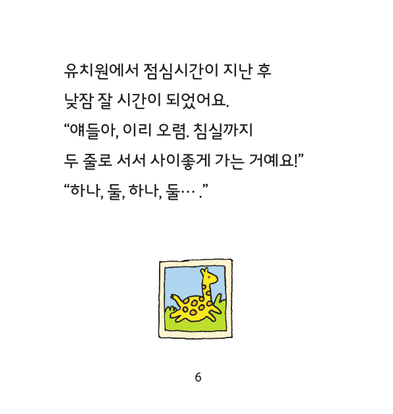 유치원에서 점심시간이 지난 후
낮잠 잘 시간이 되었어요.
“얘들아, 이리 오렴. 침실까지
두 줄로 서서 사이좋게 가는 거예요!”
“하나, 둘, 하나, 둘… .”
6